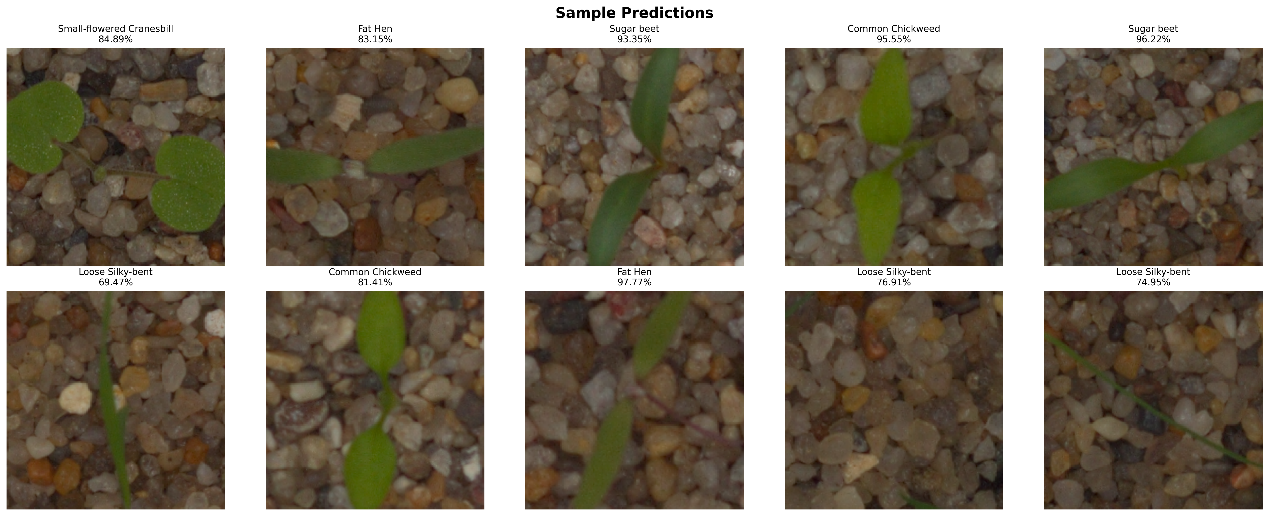 Sample Predictions
Small-flowered Cranesbill
84.89%
Fat Hen
83.15%
Sugar beet
93.35%
Common Chickweed
95.55%
Sugar beet
96.22%
Loose Silky-bent
69.47%
Common Chickweed
81.41%
Fat Hen
97.77%
Loose Silky-bent
76.91%
Loose Silky-bent
74.95%